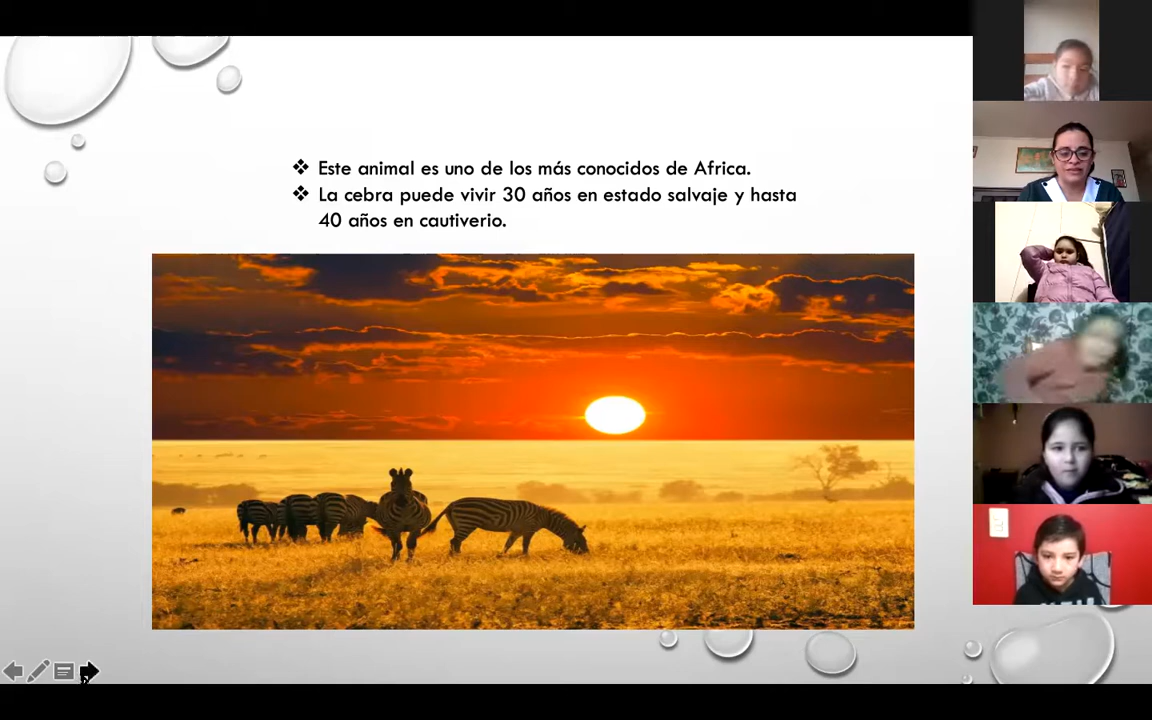 Este animal es uno de los más conocidos de Africa.
La cebra puede vivir 30 años en estado salvaje y hasta
40 años en cautiverio.